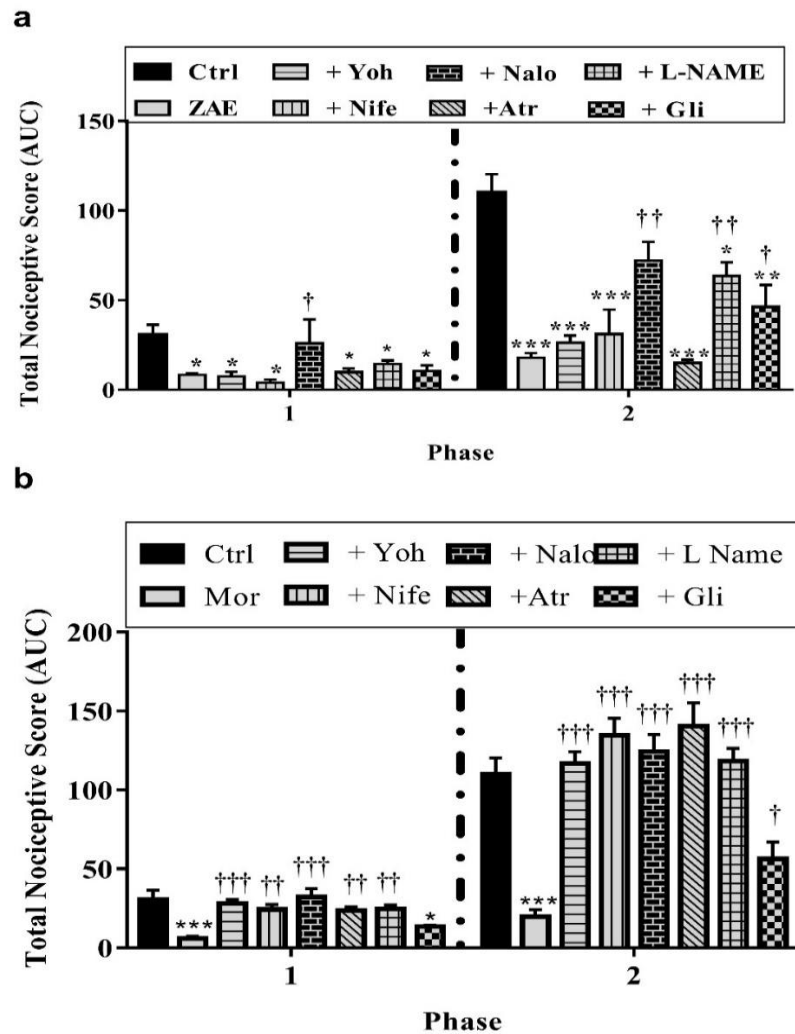 a
Ctrl + Yoh + Nalo + L-NAME
ZAE + Nife +Atr + Gli
Total Nociceptive Score (AUC)
150
100
50
0
* * * † * * *
*** *** *** †† *** †† * † **
1 2
Phase
b
Ctrl + Yoh + Nalo + L Name
Mor + Nife +Atr + Gli
Total Nociceptive Score (AUC)
200
150
100
50
0
*** ††† †† ††† †† †† *
*** ††† ††† ††† ††† ††† †
1 2
Phase